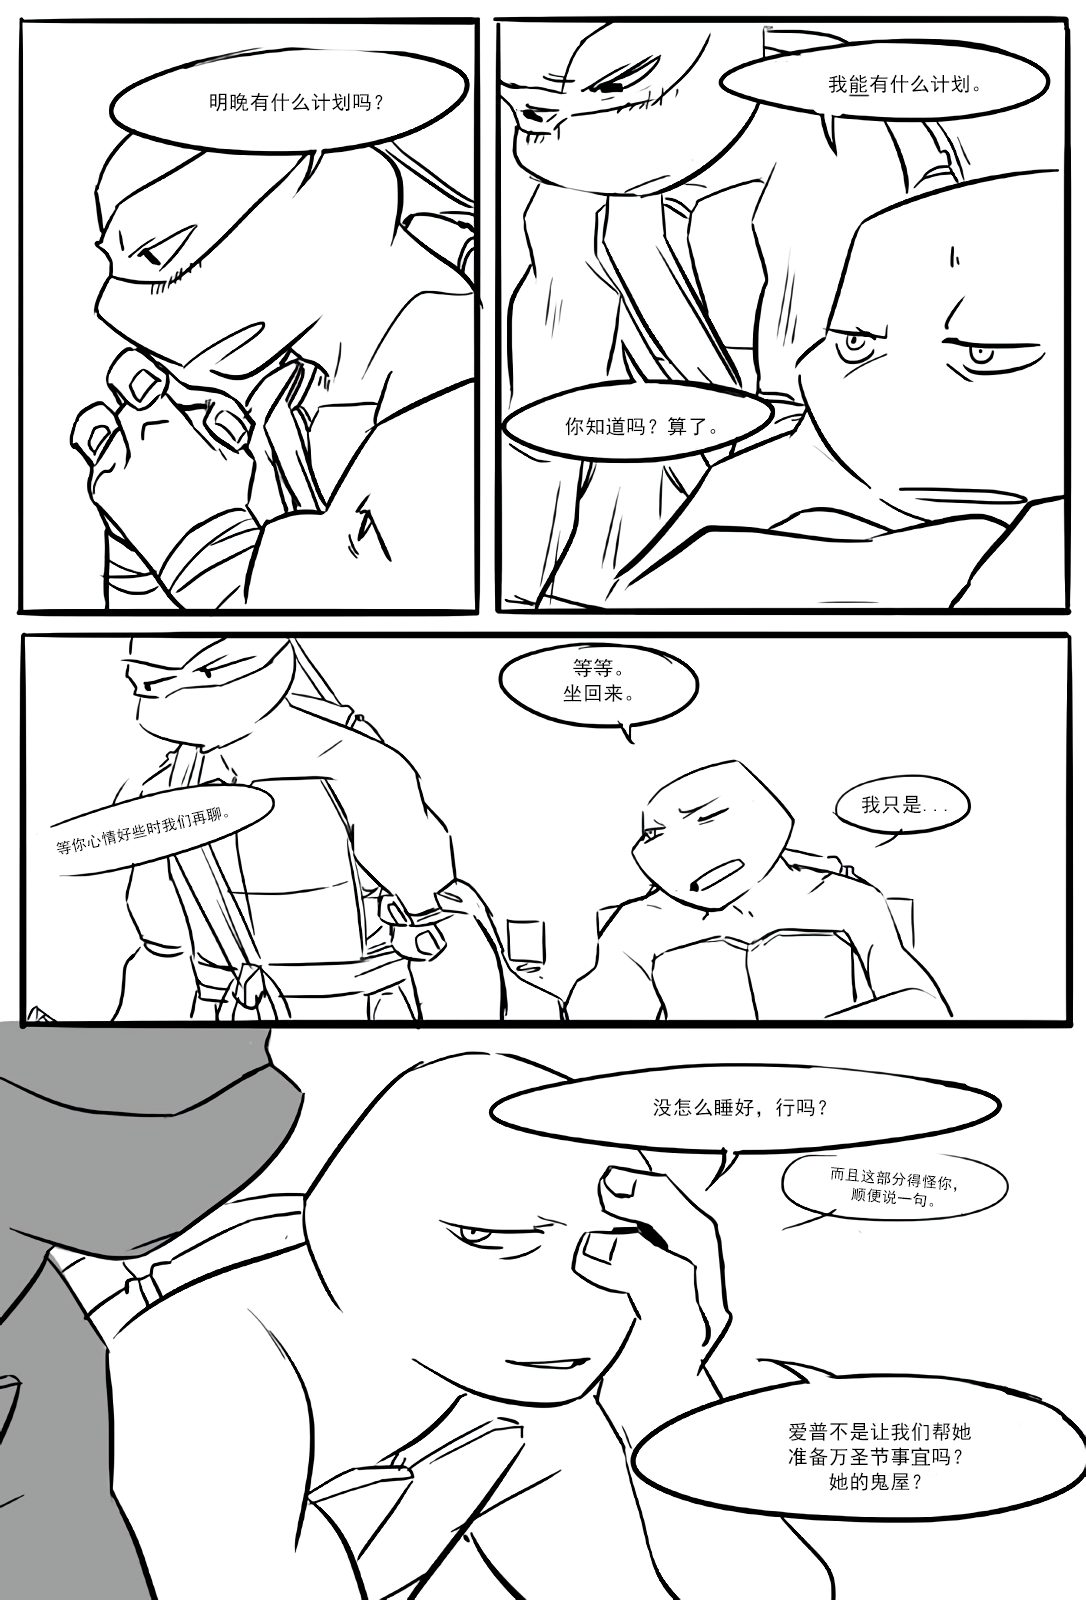 明晚有什么计划吗？
我能有什么计划。
你知道吗？算了。
等等。
坐回来。
等你心情好些时我们再聊。
我只是...
没怎么睡好，行吗？
而且这部分得怪你，
顺便说一句。
爱普不是让我们帮她
准备万圣节事宜吗？
她的鬼屋？